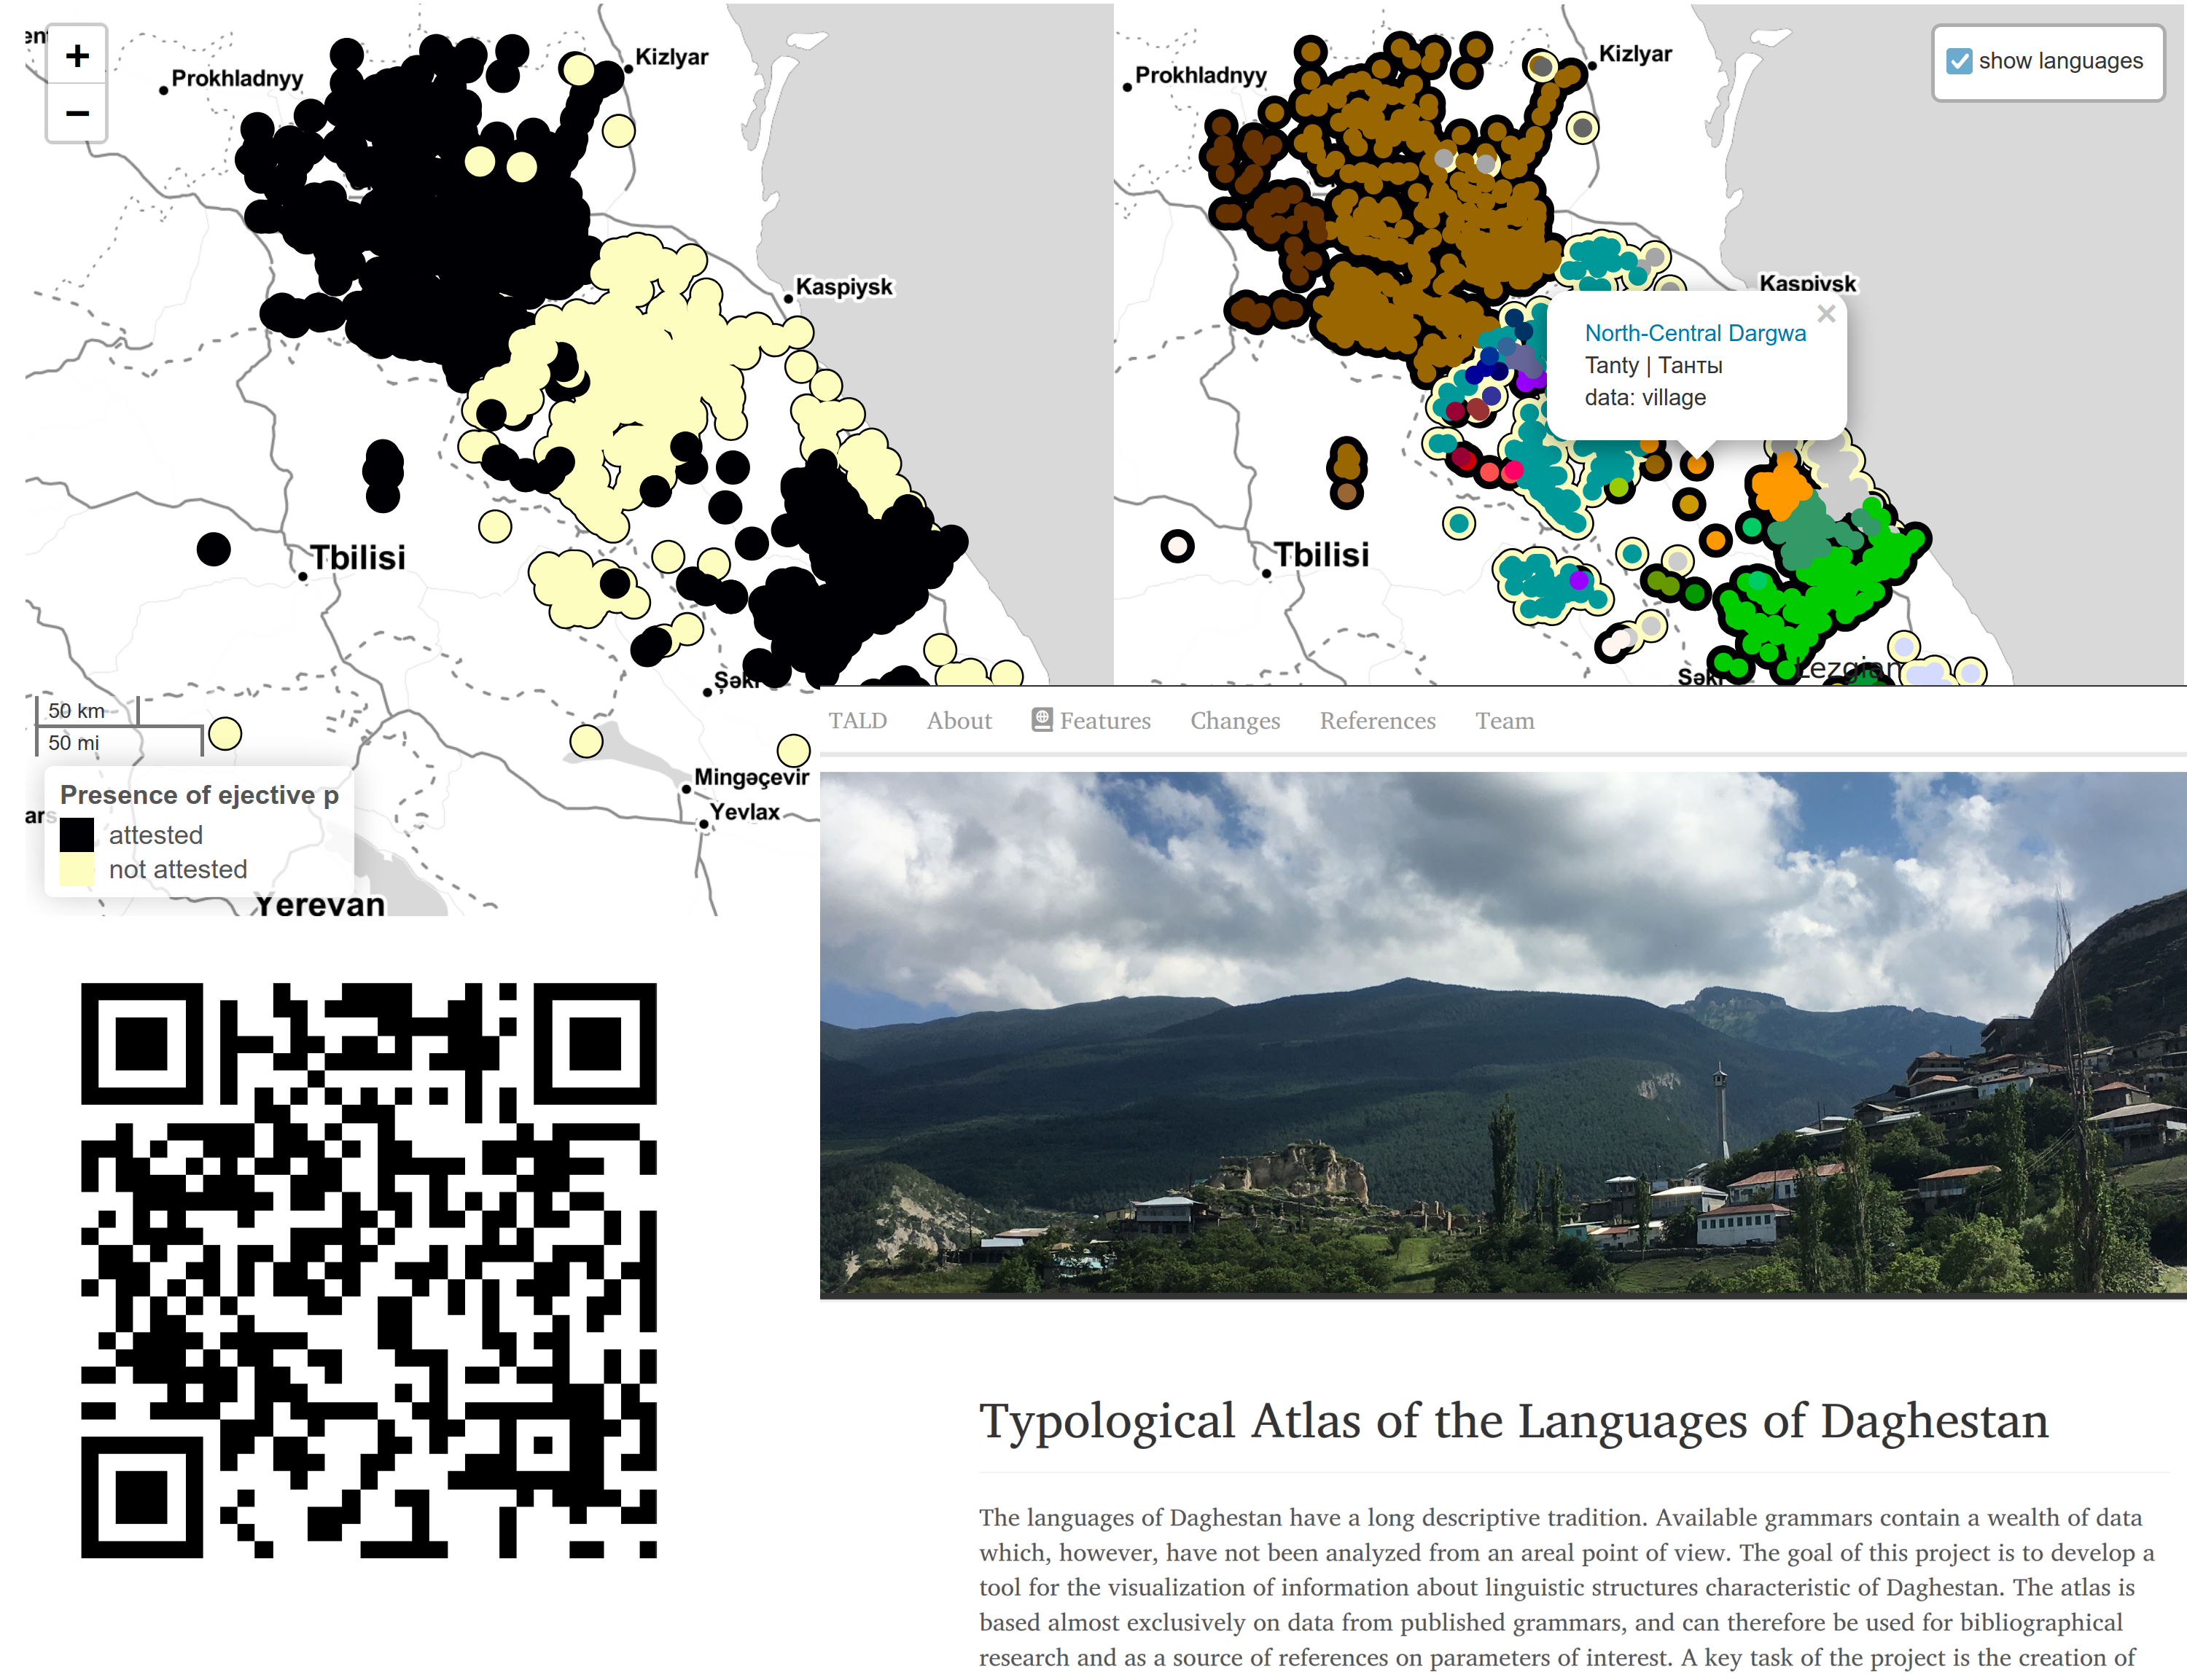 +
−
Prokhladnyy
Kizlyar
Kaspiysk
Tbilisi
50 km
50 mi
Mingəçevir
Yevlax
Presence of ejective p
attested
not attested
Yerevan
Prokhladnyy
Kizlyar
show languages
Kaspiysk
North-Central Dargwa
Tanty | Танты
data: village
×
Tbilisi
Lezgian
TALD About Features Changes References Team
Typological Atlas of the Languages of Daghestan
The languages of Daghestan have a long descriptive tradition. Available grammars contain a wealth of data
which, however, have not been analyzed from an areal point of view. The goal of this project is to develop a
tool for the visualization of information about linguistic structures characteristic of Daghestan. The atlas is
based almost exclusively on data from published grammars, and can therefore be used for bibliographical
research and as a source of references on parameters of interest. A key task of the project is the creation of